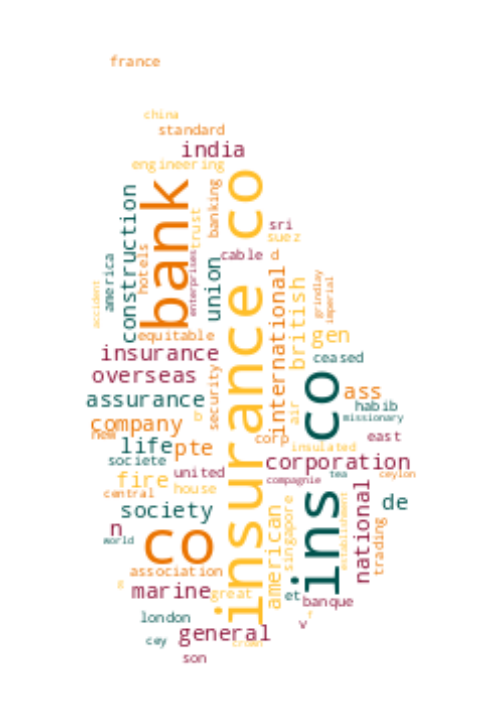 france
china
standard
india
engineering
insurance co
bank
construction
banking
trust
sri
suez
cable
d
hotels
enterprises
union
america
accident
international
british
grindlay
imperial
equitable
gen
insurance
ceased
overseas
security
ins co
ass
assurance
habib
missionary
air
company
new
corp
east
life
pte
insulated
societe
corporation
united
compagnie
tea
ceylon
fire
house
central
national
american
singapore
establishment
de
society
n
world
co
trading
association
marine
great
et
banque
london
v
general
cey
crown
son